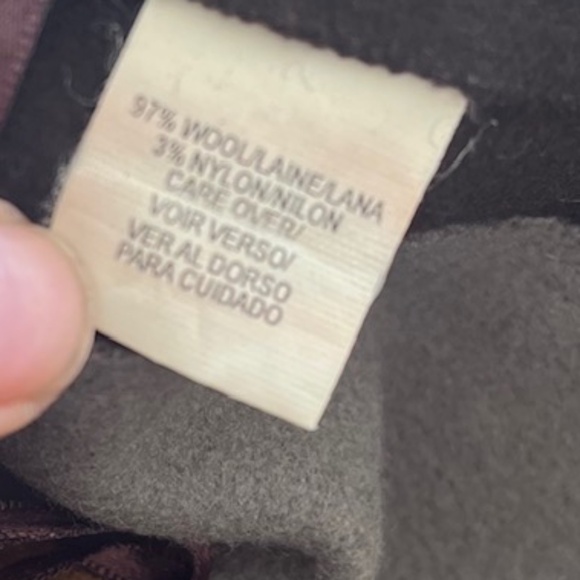 97% WOOL/LAINE/LANA
3% NYLON/NILON
CARE OVER/
VOIR VERSO/
VER AL DORSO
PARA CUIDADO